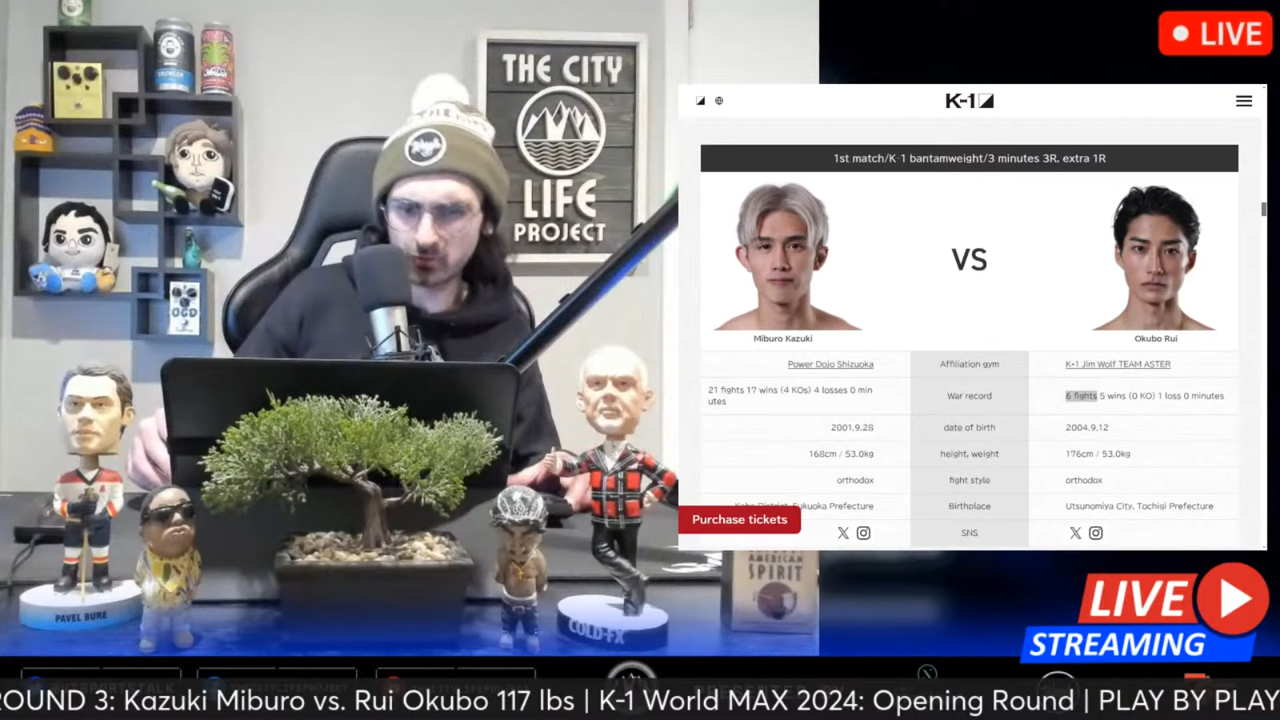 LIVE
THE CITY
LIFE
PROJECT
K-1
1st match/K-1 bantamweight/3 minutes 3R, extra 1R
VS
Miburo Kazuki
Okubo Rui
Power Dojo Shizuoka
Affiliation gym
K-1 Jim Wolf TEAM ASTER
21 fights 17 wins (4 KOs) 4 losses 0 min
utes
War record
6 fights 5 wins (0 KO) 1 loss 0 minutes
2001.9.28
date of birth
2004.9.12
168cm / 53.0kg
height, weight
176cm / 53.0kg
orthodox
fight style
orthodox
Fukuoka Prefecture
Birthplace
Utsunomiya City, Tochigi Prefecture
Purchase tickets
SNS
OCD
AMERICAN
SPIRIT
PAVEL BURE
COLD-FX
LIVE
STREAMING
ROUND 3: Kazuki Miburo vs. Rui Okubo 117 lbs | K-1 World MAX 2024: Opening Round | PLAY BY PLAY